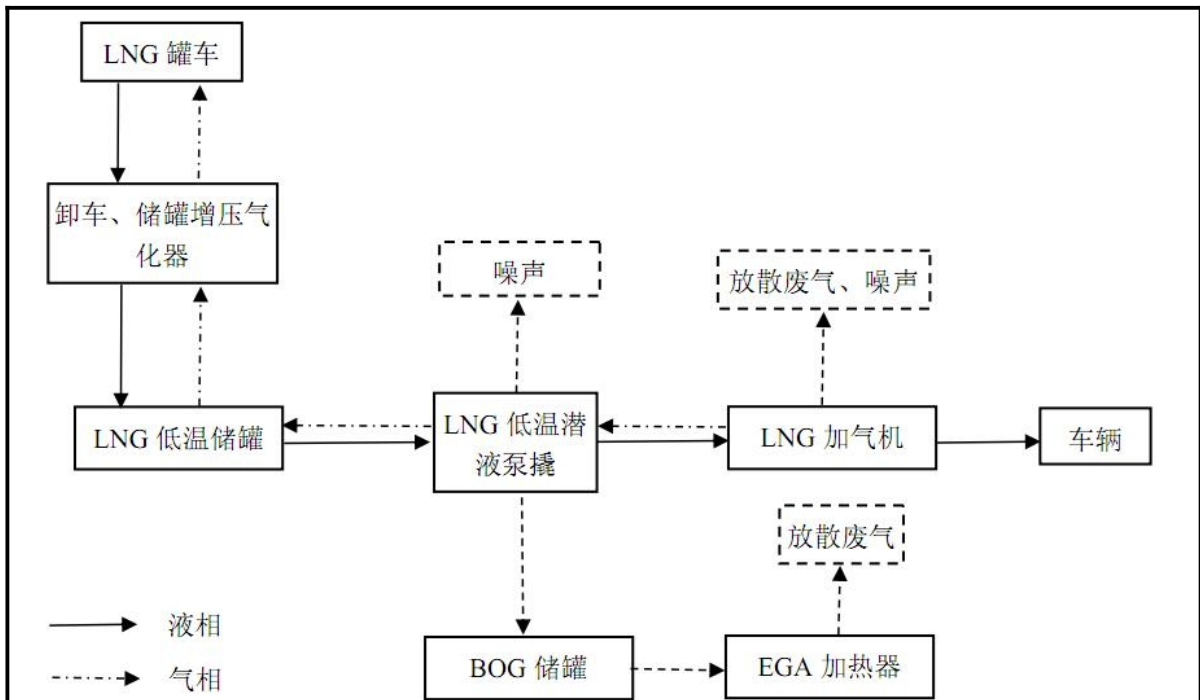 LNG 罐车
卸车、储罐增压气
化器
噪声
放散废气、噪声
LNG 低温储罐
LNG 低温潜
液泵撬
LNG 加气机
车辆
放散废气
液相
气相
BOG 储罐
EGA 加热器